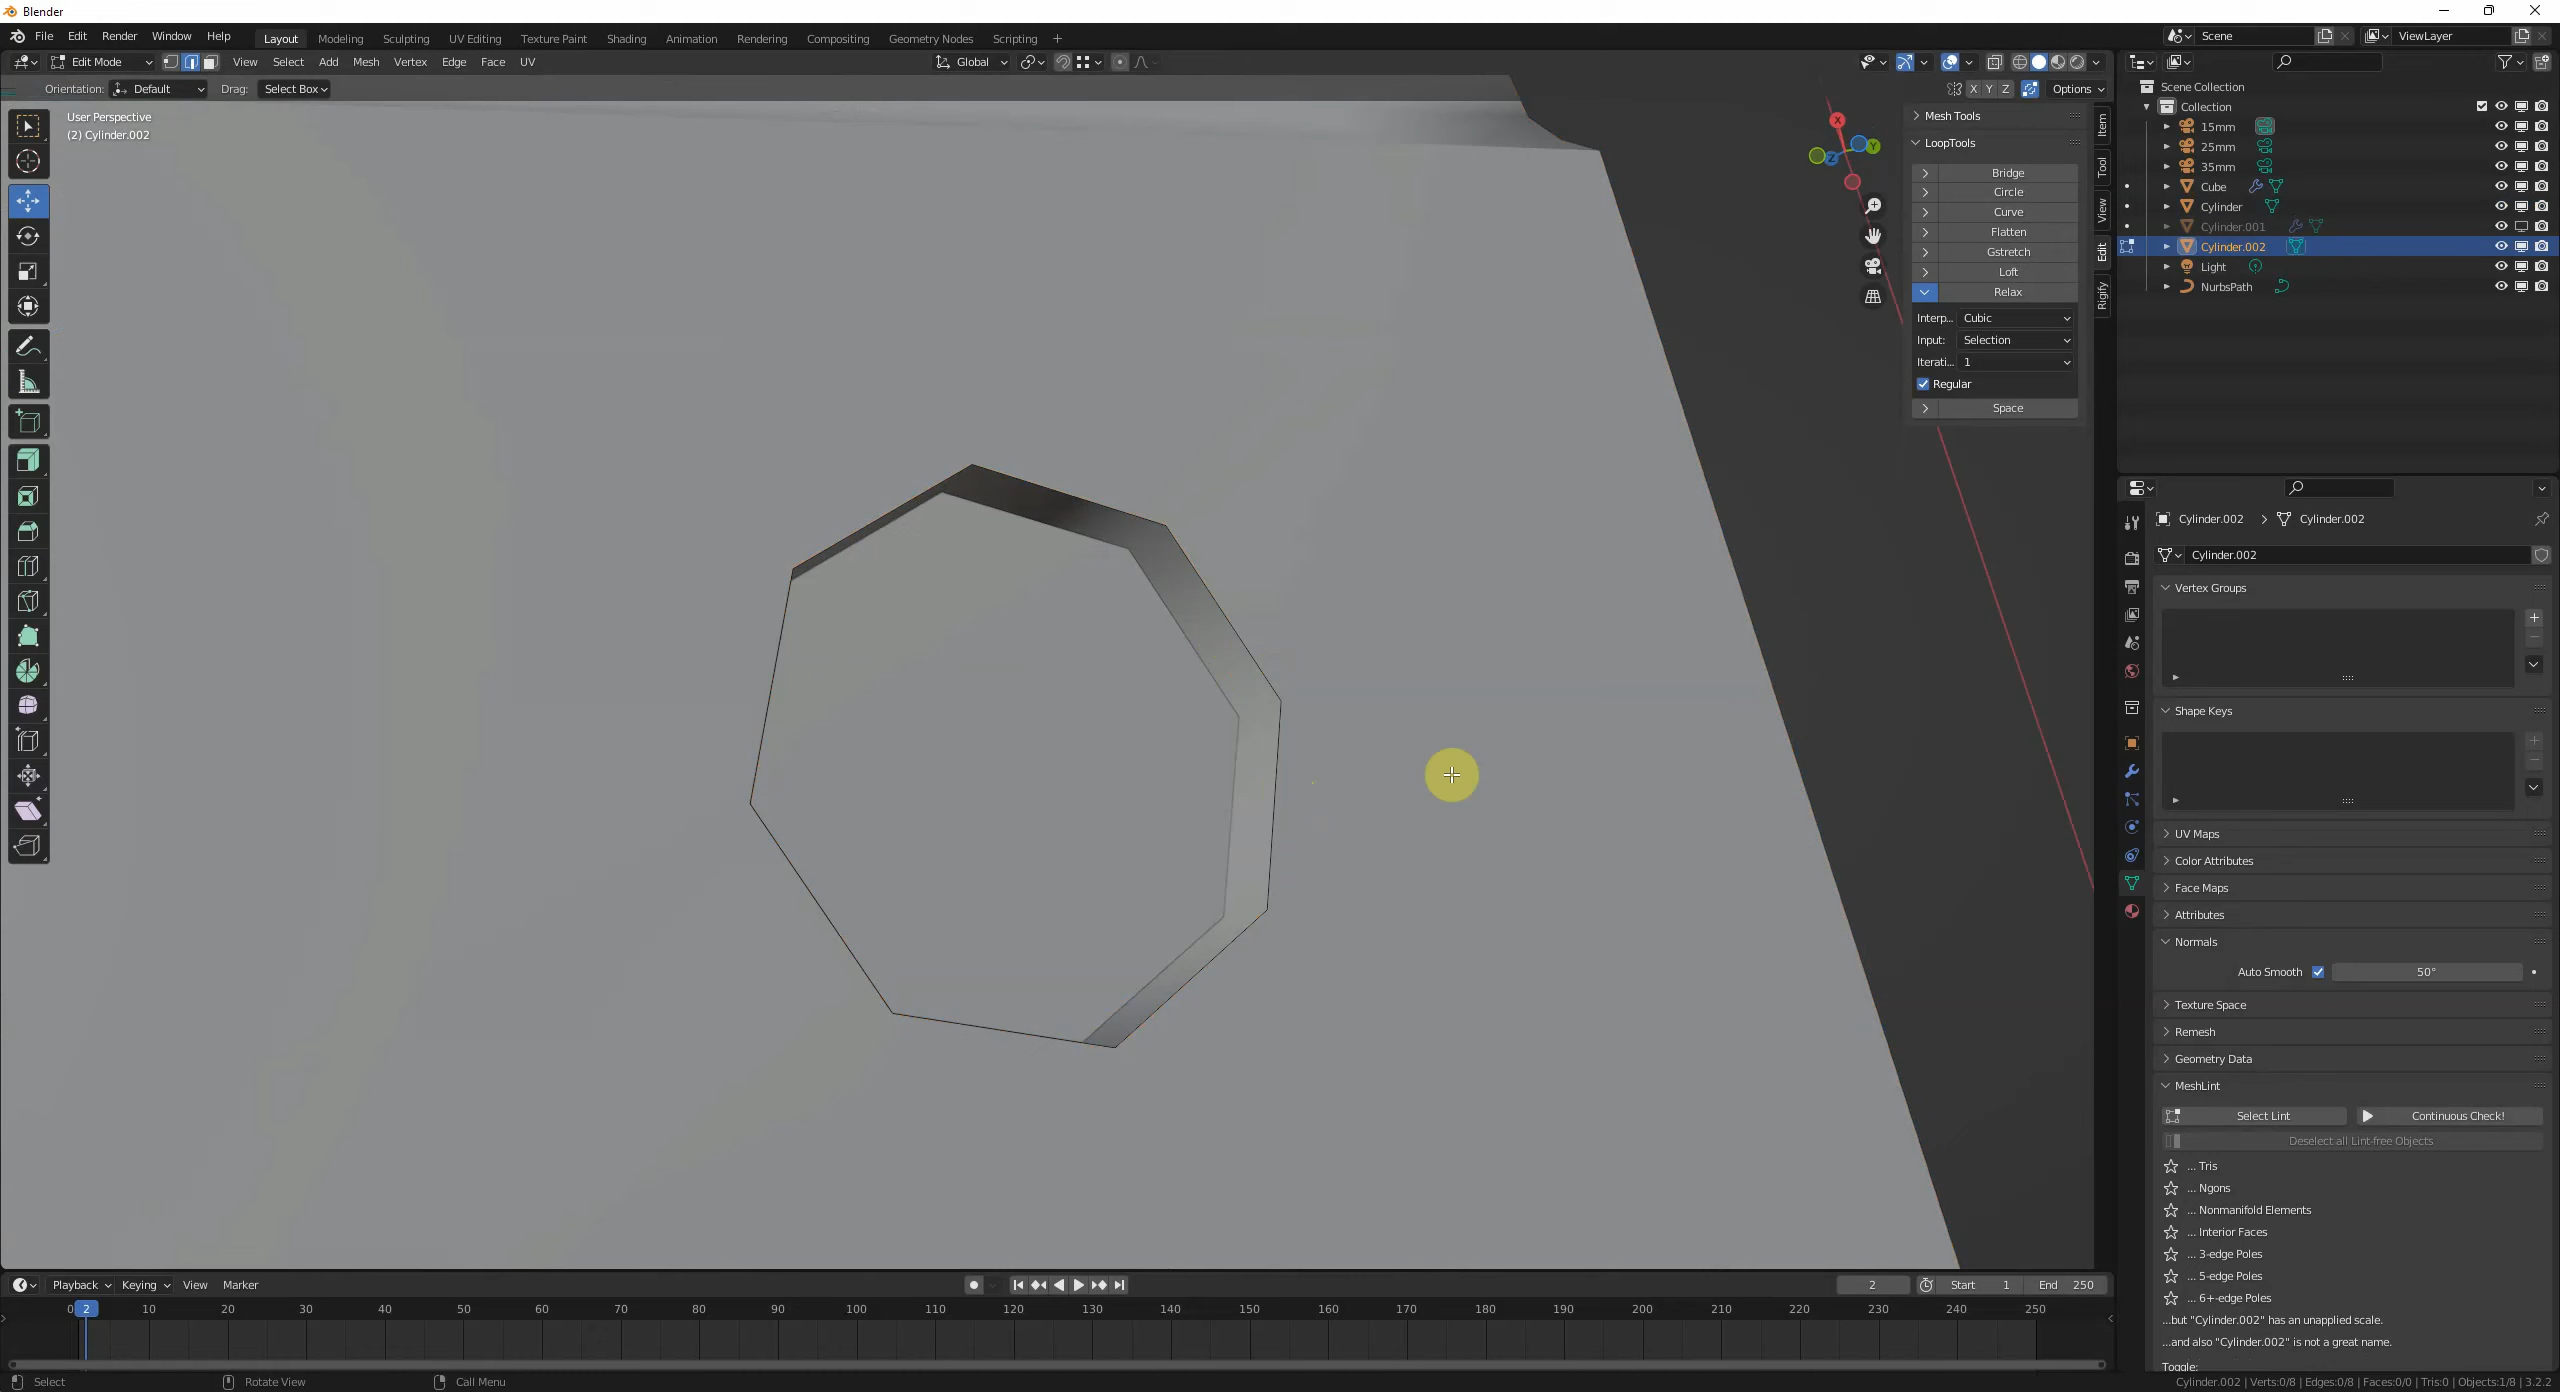 Blender
File Edit Render Window Help Layout Modeling Sculpting UV Editing Texture Paint Shading Animation Rendering Compositing Geometry Nodes Scripting +
Scene ViewLayer
Edit Mode View Select Add Mesh Vertex Edge Face UV
Global
Orientation: Default Drag: Select Box
X Y Z Options
User Perspective
(2) Cylinder.002
X Y Z
Mesh Tools
LoopTools
Bridge
Circle
Curve
Flatten
Gstretch
Loft
Relax
Interp... Cubic
Input: Selection
Iterati... 1
Regular
Space
Item
Tool
View
Edit
Rigify
Scene Collection
Collection
15mm
25mm
35mm
Cube
Cylinder
Cylinder.001
Cylinder.002
Light
NurbsPath
Cylinder.002 > Cylinder.002
Cylinder.002
Vertex Groups
Shape Keys
UV Maps
Color Attributes
Face Maps
Attributes
Normals
Auto Smooth 50°
Texture Space
Remesh
Geometry Data
MeshLint
Select Lint Continuous Check!
Deselect all Lint-free Objects
... Tris
... Ngons
... Nonmanifold Elements
... Interior Faces
... 3-edge Poles
... 5-edge Poles
... 6+-edge Poles
...but "Cylinder.002" has an unapplied scale.
...and also "Cylinder.002" is not a great name.
Toggle:
Playback Keying View Marker
2 Start 1 End 250
0 2 10 20 30 40 50 60 70 80 90 100 110 120 130 140 150 160 170 180 190 200 210 220 230 240 250
Select Rotate View Call Menu
Cylinder.002 | Verts:0/8 | Edges:0/8 | Faces:0/0 | Tris:0 | Objects:1/8 | 3.2.2